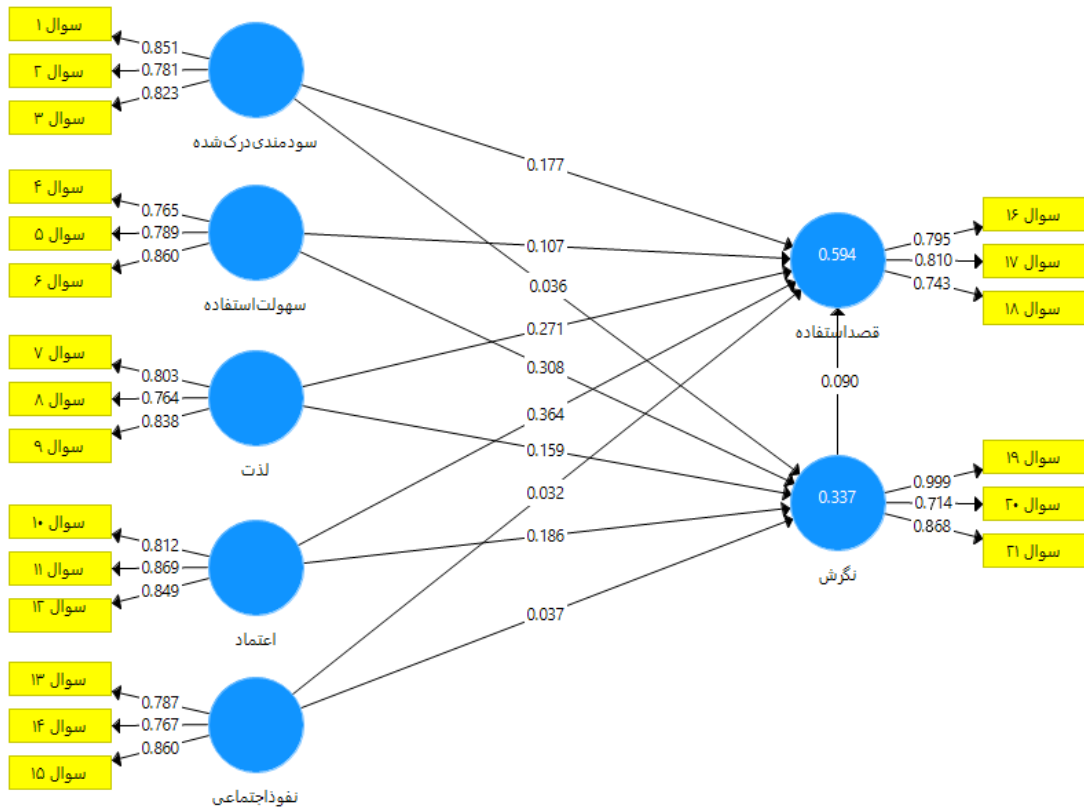 سوال ۱
سوال ۲
سوال ۳
0.851
0.781
0.823
سودمندی درک شده
سوال ۴
سوال ۵
سوال ۶
0.765
0.789
0.860
سهولت استفاده
سوال ۷
سوال ۸
سوال ۹
0.803
0.764
0.838
لذت
سوال ۱۰
سوال ۱۱
سوال ۱۲
0.812
0.869
0.849
اعتماد
سوال ۱۳
سوال ۱۴
سوال ۱۵
0.787
0.767
0.860
نفوذاجتماعی
0.177
0.107
0.036
0.271
0.308
0.364
0.159
0.032
0.186
0.037
0.594
قصداستفاده
0.090
0.337
نگرش
0.795
0.810
0.743
سوال ۱۶
سوال ۱۷
سوال ۱۸
0.999
0.714
0.868
سوال ۱۹
سوال ۲۰
سوال ۲۱